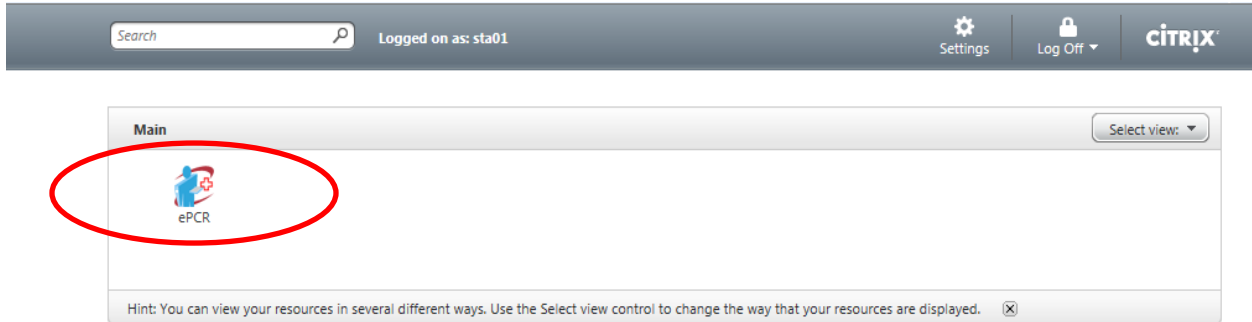 Search
Logged on as: sta01
Settings
Log Off
CITRIX
Main
Select view:
ePCR
Hint: You can view your resources in several different ways. Use the Select view control to change the way that your resources are displayed.